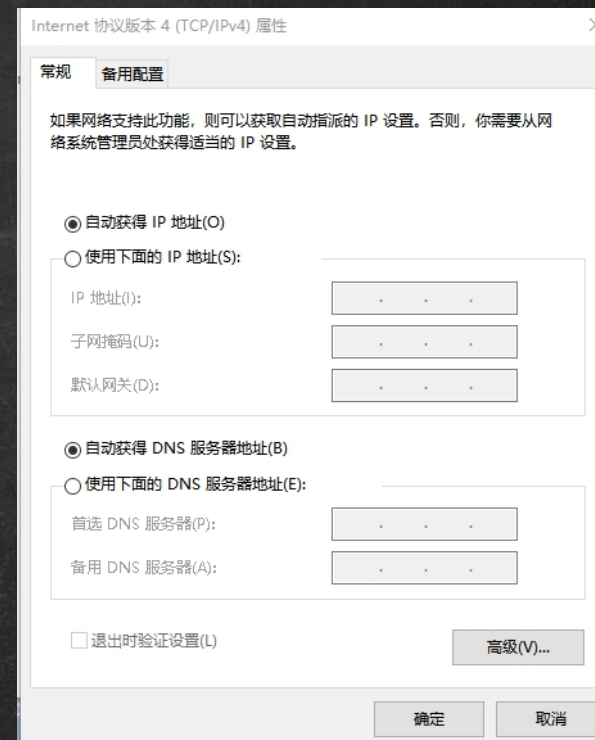 Internet 协议版本 4 (TCP/IPv4) 属性
常规
备用配置
如果网络支持此功能，则可以获取自动指派的 IP 设置。否则，你需要从网
络系统管理员处获得适当的 IP 设置。
自动获得 IP 地址(O)
使用下面的 IP 地址(S):
IP 地址(I):
子网掩码(U):
默认网关(D):
自动获得 DNS 服务器地址(B)
使用下面的 DNS 服务器地址(E):
首选 DNS 服务器(P):
备用 DNS 服务器(A):
退出时验证设置(L)
高级(V)...
确定
取消